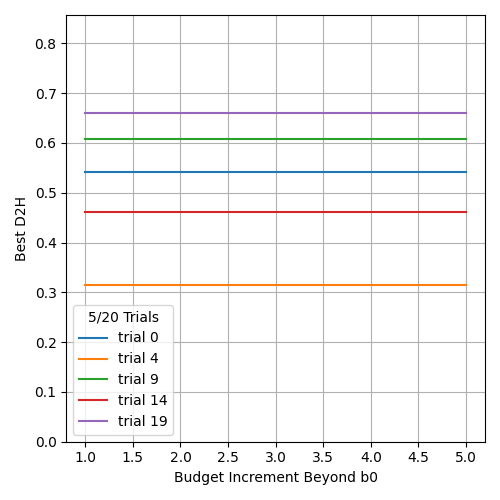 0.8
0.7
0.6
0.5
0.4
0.3
0.2
0.1
0.0
Best D2H
5/20 Trials
trial 0
trial 4
trial 9
trial 14
trial 19
1.0 1.5 2.0 2.5 3.0 3.5 4.0 4.5 5.0
Budget Increment Beyond b0